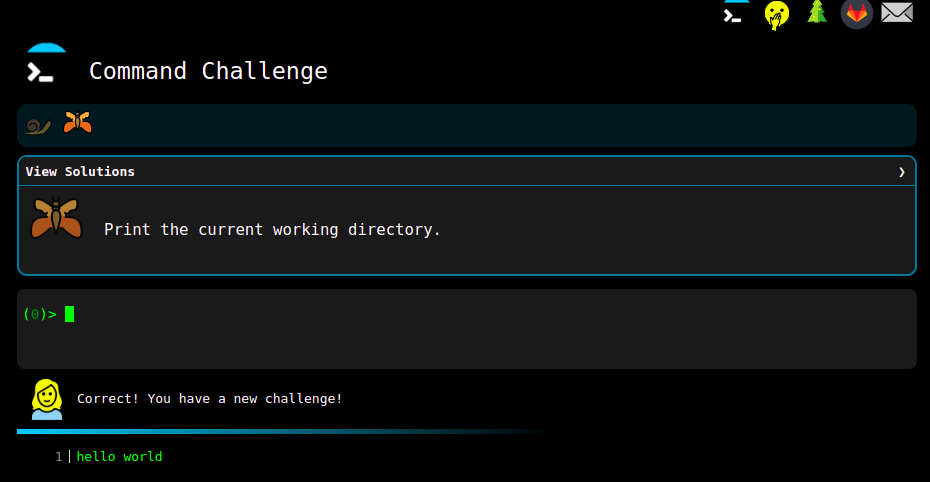 Command Challenge
View Solutions ❯
Print the current working directory.
(0)>
Correct! You have a new challenge!
1 hello world